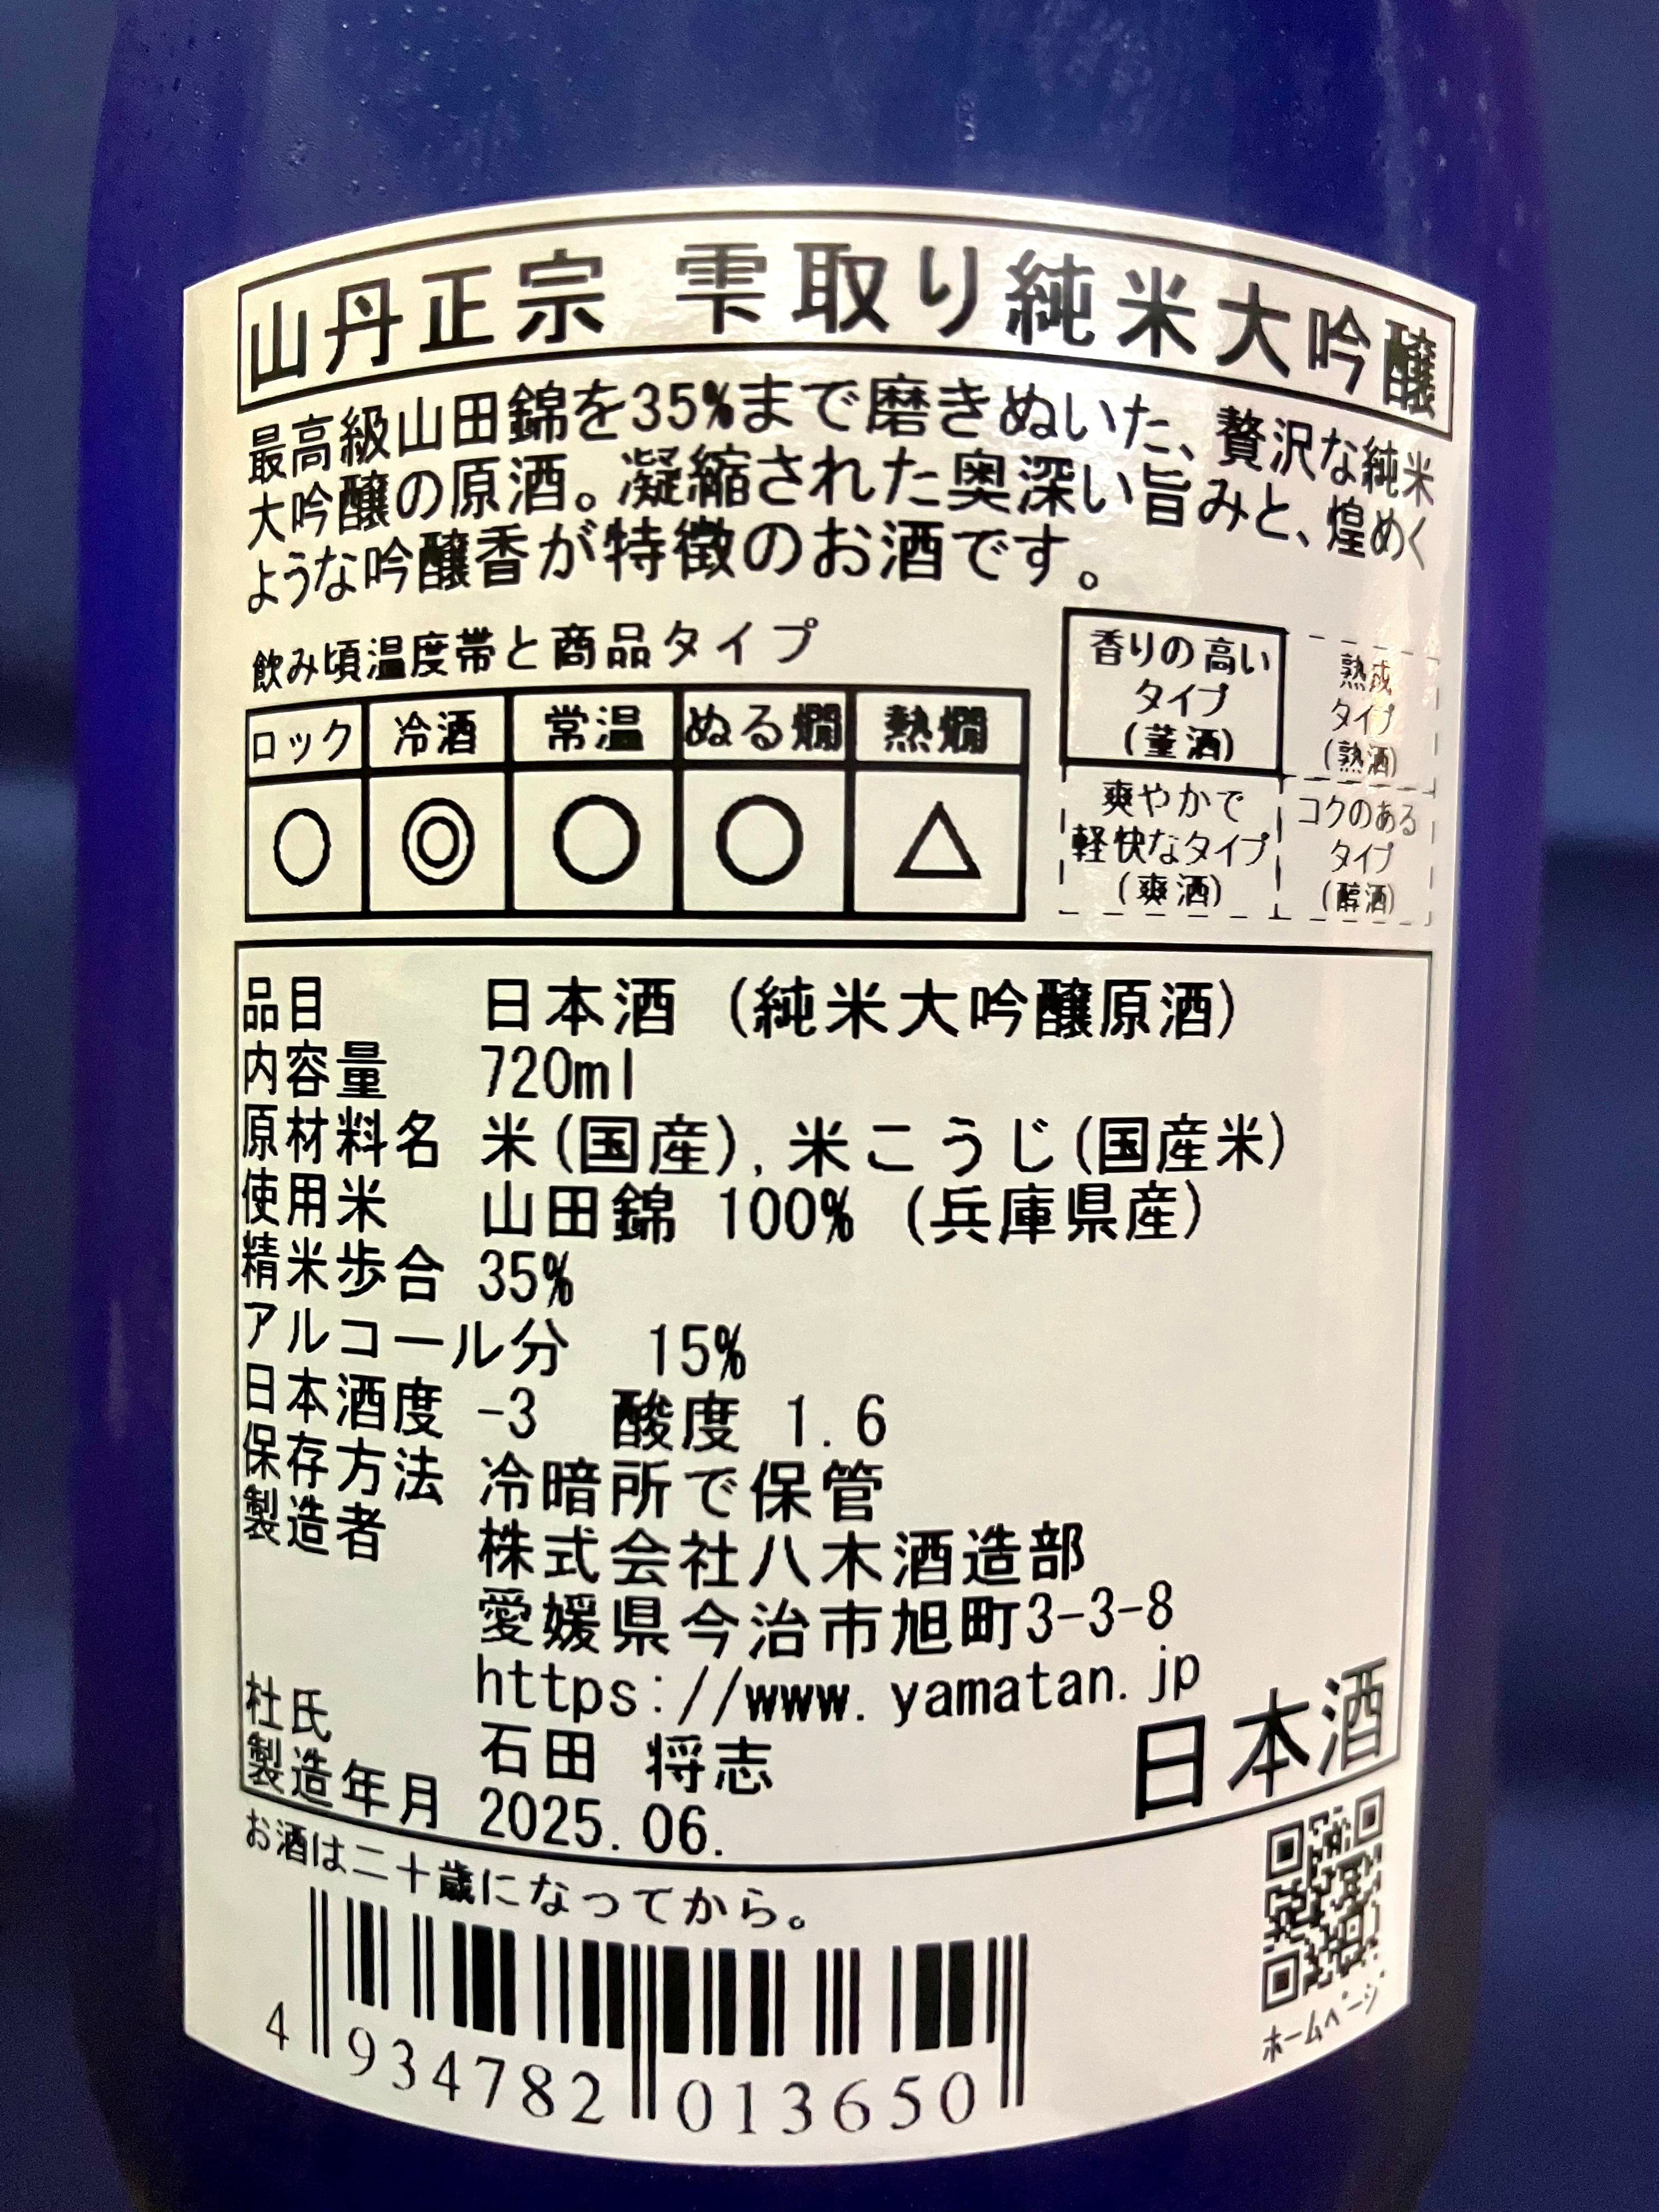 山丹正宗 雫取り純米大吟醸
最高級山田錦を35%まで磨きぬいた、贅沢な純米
大吟醸の原酒。凝縮された奥深い旨みと、煌めく
ような吟醸香が特徴のお酒です。
飲み頃温度帯と商品タイプ
ロック 冷酒 常温 ぬる燗 熱燗
○ ◎ ○ ○ △
香りの高い
タイプ
(薫酒)
熟成
タイプ
(熟酒)
爽やかで
軽快なタイプ
(爽酒)
コクのある
タイプ
(醇酒)
品目 日本酒 (純米大吟醸原酒)
内容量 720ml
原材料名 米(国産),米こうじ(国産米)
使用米 山田錦 100% (兵庫県産)
精米歩合 35%
アルコール分 15%
日本酒度 -3 酸度 1.6
保存方法 冷暗所で保管
製造者 株式会社八木酒造部
愛媛県今治市旭町3-3-8
https://www.yamatan.jp
杜氏 石田 将志
製造年月 2025.06.
日本酒
お酒は二十歳になってから。
4 934782 013650
ホームページ